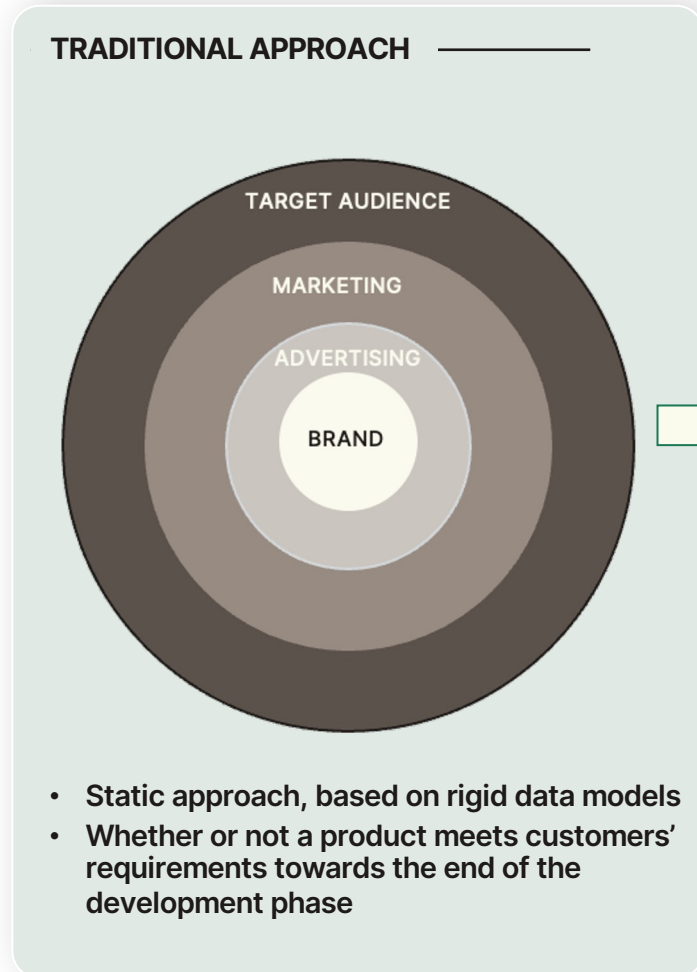 TRADITIONAL APPROACH
TARGET AUDIENCE
MARKETING
ADVERTISING
BRAND
• Static approach, based on rigid data models
• Whether or not a product meets customers’
requirements towards the end of the
development phase